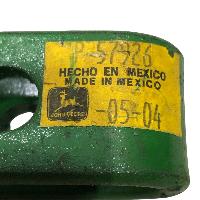 P-57926
HECHO EN MEXICO
MADE IN MEXICO
JOHN DEERE
-05-04